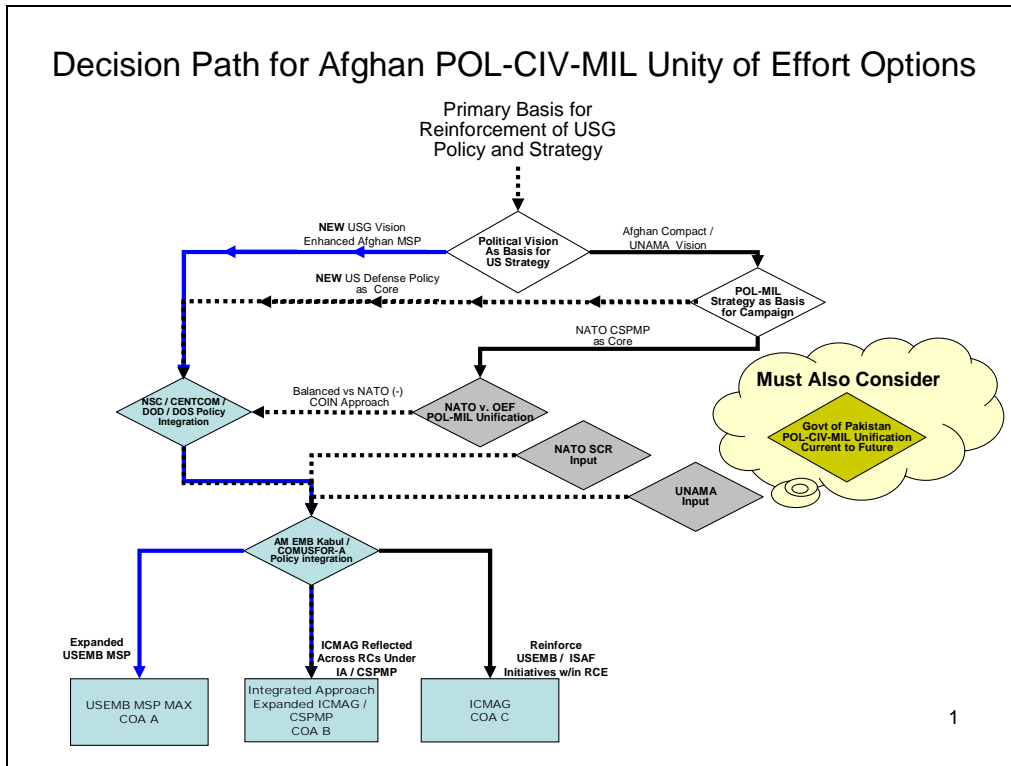 Decision Path for Afghan POL-CIV-MIL Unity of Effort Options
Primary Basis for
Reinforcement of USG
Policy and Strategy
NEW USG Vision
Enhanced Afghan MSP
Political Vision
As Basis for
US Strategy
Afghan Compact /
UNAMA Vision
NEW US Defense Policy
as Core
POL-MIL
Strategy as Basis
for Campaign
NATO CSPMP
as Core
Must Also Consider
Govt of Pakistan
POL-CIV-MIL Unification
Current to Future
NSC / CENTCOM /
DOD / DOS Policy
Integration
Balanced vs NATO (-)
COIN Approach
NATO v. OEF
POL-MIL Unification
NATO SCR
Input
UNAMA
Input
AM EMB Kabul /
COMUSFOR-A
Policy integration
Expanded
USEMB MSP
ICMAG Reflected
Across RCs Under
IA / CSPMP
Reinforce
USEMB / ISAF
Initiatives w/in RCE
USEMB MSP MAX
COA A
Integrated Approach
Expanded ICMAG /
CSPMP
COA B
ICMAG
COA C
1